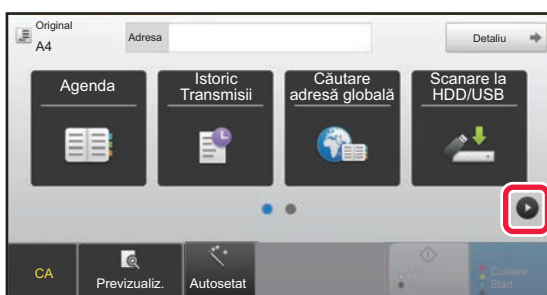 Original
A4
Adresa
Detaliu
Agenda
Istoric
Transmisii
Căutare
adresă globală
Scanare la
HDD/USB
CA
Previzualiz.
Autosetat
A/N
Start
Culoare
Start